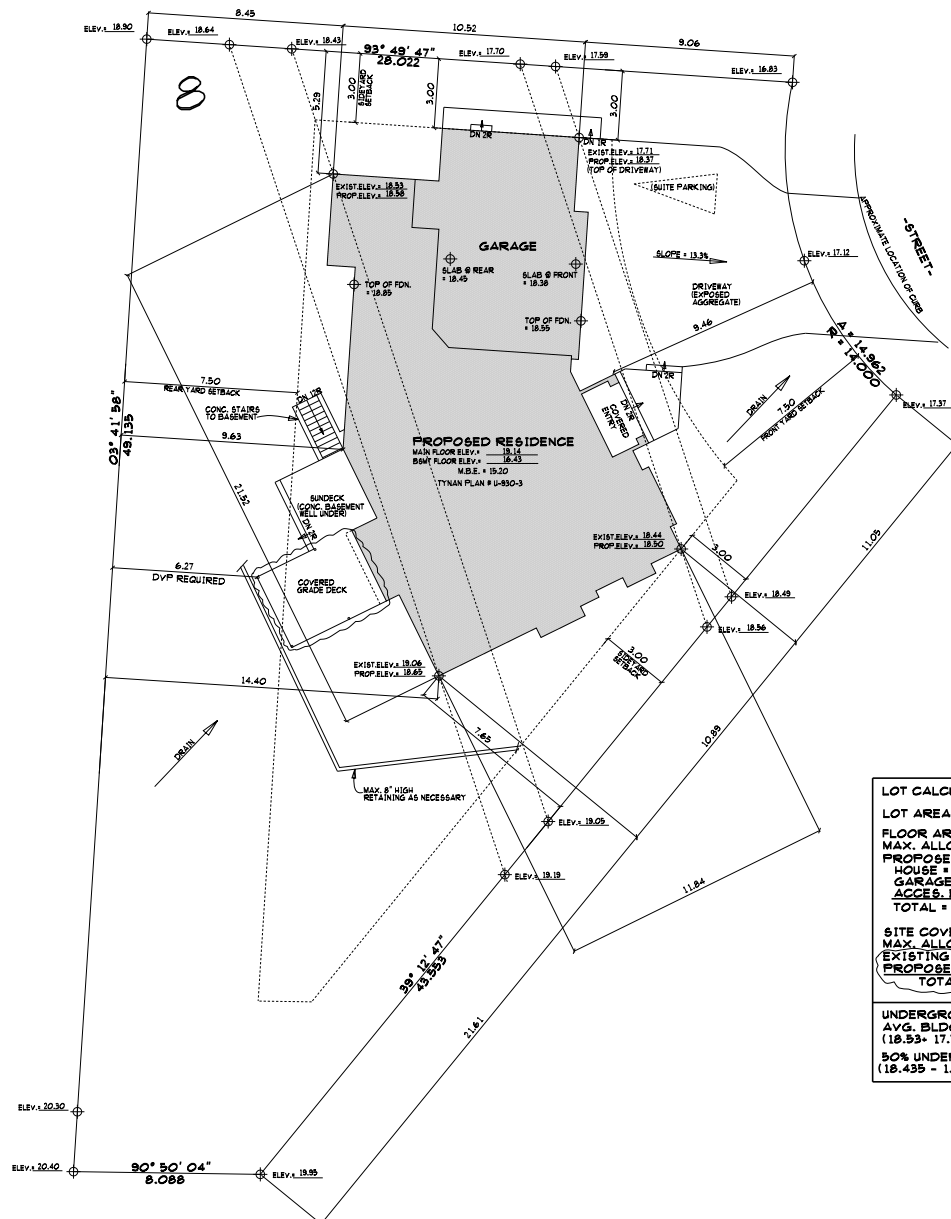 8.45
10.52
9.06
ELEV.= 18.90
ELEV.= 18.64
ELEV.= 18.43
93° 49' 47"
28.022
ELEV.= 17.70
ELEV.= 17.59
ELEV.= 16.83
8
5.29
3.00
SIDEYARD
SETBACK
3.00
3.00
DN 2R
DN 1R
EXIST.ELEV.= 17.71
PROP.ELEV.= 18.37
(TOP OF DRIVEWAY)
EXIST.ELEV.= 18.53
PROP.ELEV.= 18.58
(SUITE PARKING)
-STREET-
APPROXIMATE LOCATION OF CURB
GARAGE
SLAB @ REAR
= 18.45
SLAB @ FRONT
= 18.38
SLOPE = 13.3%
ELEV.= 17.12
TOP OF FDN.
= 18.85
DRIVEWAY
(EXPOSED
AGGREGATE)
TOP OF FDN.
= 18.55
9.46
Δ = 14.962
R = 14.000
7.50
REAR YARD SETBACK
DN 12R
CONC. STAIRS
TO BASEMENT
DN 2R
DN 2R
COVERED
ENTRY
DRAIN
7.50
FRONT YARD SETBACK
ELEV.= 17.37
03° 41' 58"
49.135
9.63
PROPOSED RESIDENCE
MAIN FLOOR ELEV.= 19.14
BSMT FLOOR ELEV.= 16.43
M.B.E. = 15.20
TYNAN PLAN # U-930-3
21.52
SUNDECK
(CONC. BASEMENT
WELL UNDER)
DN 2R
EXIST.ELEV.= 18.44
PROP.ELEV.= 18.50
11.05
6.27
DVP REQUIRED
COVERED
GRADE DECK
3.00
ELEV.= 18.49
ELEV.= 18.56
EXIST.ELEV.= 19.06
PROP.ELEV.= 18.65
3.00
SIDEYARD
SETBACK
14.40
7.65
10.89
DRAIN
MAX. 8" HIGH
RETAINING AS NECESSARY
ELEV.= 19.05
ELEV.= 19.19
11.84
39° 12' 47"
43.553
21.61
LOT CALCU
LOT AREA
FLOOR AR
MAX. ALLO
PROPOSE
HOUSE =
GARAGE
ACCES.
TOTAL =
SITE COVE
MAX. ALLO
EXISTING
PROPOSE
TOTA
UNDERGRO
AVG. BLD
(18.53+ 17.
50% UNDE
(18.435 - 1.
ELEV.= 20.30
ELEV.= 20.40
90° 50' 04"
8.088
ELEV.= 19.95